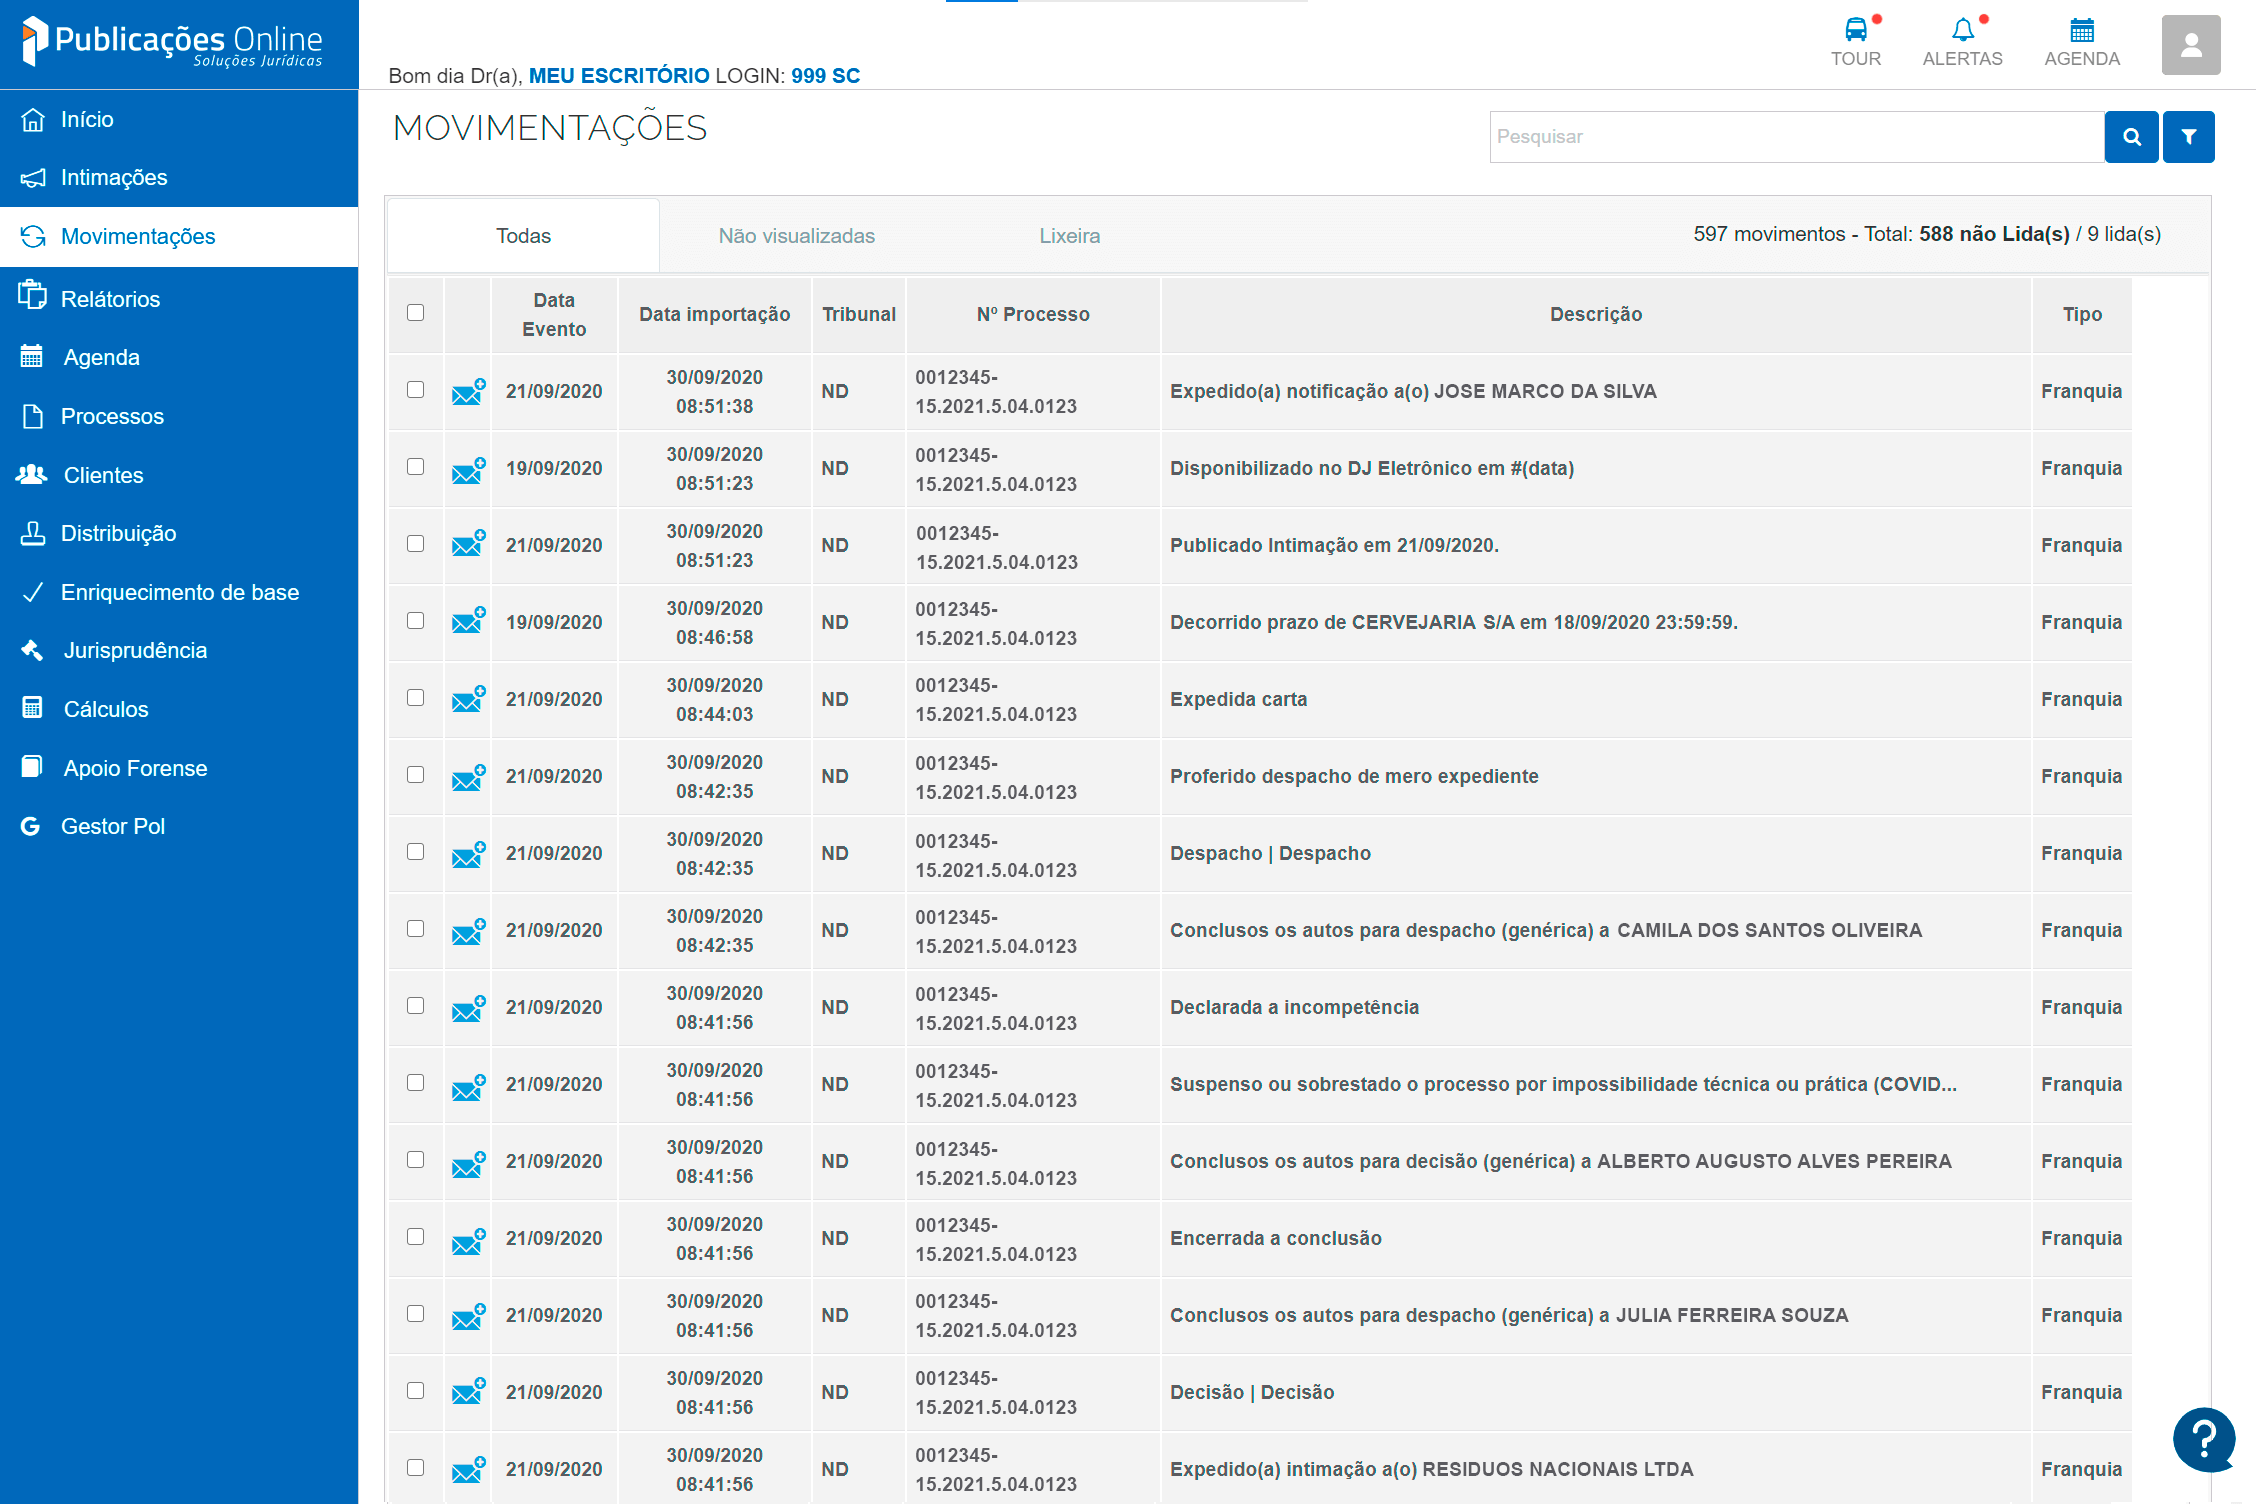 Publicações Online
Soluções Jurídicas
Bom dia Dr(a), MEU ESCRITÓRIO LOGIN: 999 SC
TOUR
ALERTAS
AGENDA
Início
Intimações
Movimentações
Relátorios
Agenda
Processos
Clientes
Distribuição
Enriquecimento de base
Jurisprudência
Cálculos
Apoio Forense
G Gestor Pol
MOVIMENTAÇÕES
Pesquisar
Todas Não visualizadas Lixeira 597 movimentos - Total: 588 não Lida(s) / 9 lida(s)
Data Evento Data importação Tribunal Nº Processo Descrição Tipo
21/09/2020 30/09/2020 08:51:38 ND 0012345-15.2021.5.04.0123 Expedido(a) notificação a(o) JOSE MARCO DA SILVA Franquia
19/09/2020 30/09/2020 08:51:23 ND 0012345-15.2021.5.04.0123 Disponibilizado no DJ Eletrônico em #(data) Franquia
21/09/2020 30/09/2020 08:51:23 ND 0012345-15.2021.5.04.0123 Publicado Intimação em 21/09/2020. Franquia
19/09/2020 30/09/2020 08:46:58 ND 0012345-15.2021.5.04.0123 Decorrido prazo de CERVEJARIA S/A em 18/09/2020 23:59:59. Franquia
21/09/2020 30/09/2020 08:44:03 ND 0012345-15.2021.5.04.0123 Expedida carta Franquia
21/09/2020 30/09/2020 08:42:35 ND 0012345-15.2021.5.04.0123 Proferido despacho de mero expediente Franquia
21/09/2020 30/09/2020 08:42:35 ND 0012345-15.2021.5.04.0123 Despacho | Despacho Franquia
21/09/2020 30/09/2020 08:42:35 ND 0012345-15.2021.5.04.0123 Conclusos os autos para despacho (genérica) a CAMILA DOS SANTOS OLIVEIRA Franquia
21/09/2020 30/09/2020 08:41:56 ND 0012345-15.2021.5.04.0123 Declarada a incompetência Franquia
21/09/2020 30/09/2020 08:41:56 ND 0012345-15.2021.5.04.0123 Suspenso ou sobrestado o processo por impossibilidade técnica ou prática (COVID... Franquia
21/09/2020 30/09/2020 08:41:56 ND 0012345-15.2021.5.04.0123 Conclusos os autos para decisão (genérica) a ALBERTO AUGUSTO ALVES PEREIRA Franquia
21/09/2020 30/09/2020 08:41:56 ND 0012345-15.2021.5.04.0123 Encerrada a conclusão Franquia
21/09/2020 30/09/2020 08:41:56 ND 0012345-15.2021.5.04.0123 Conclusos os autos para despacho (genérica) a JULIA FERREIRA SOUZA Franquia
21/09/2020 30/09/2020 08:41:56 ND 0012345-15.2021.5.04.0123 Decisão | Decisão Franquia
21/09/2020 30/09/2020 08:41:56 ND 0012345-15.2021.5.04.0123 Expedido(a) intimação a(o) RESIDUOS NACIONAIS LTDA Franquia
?